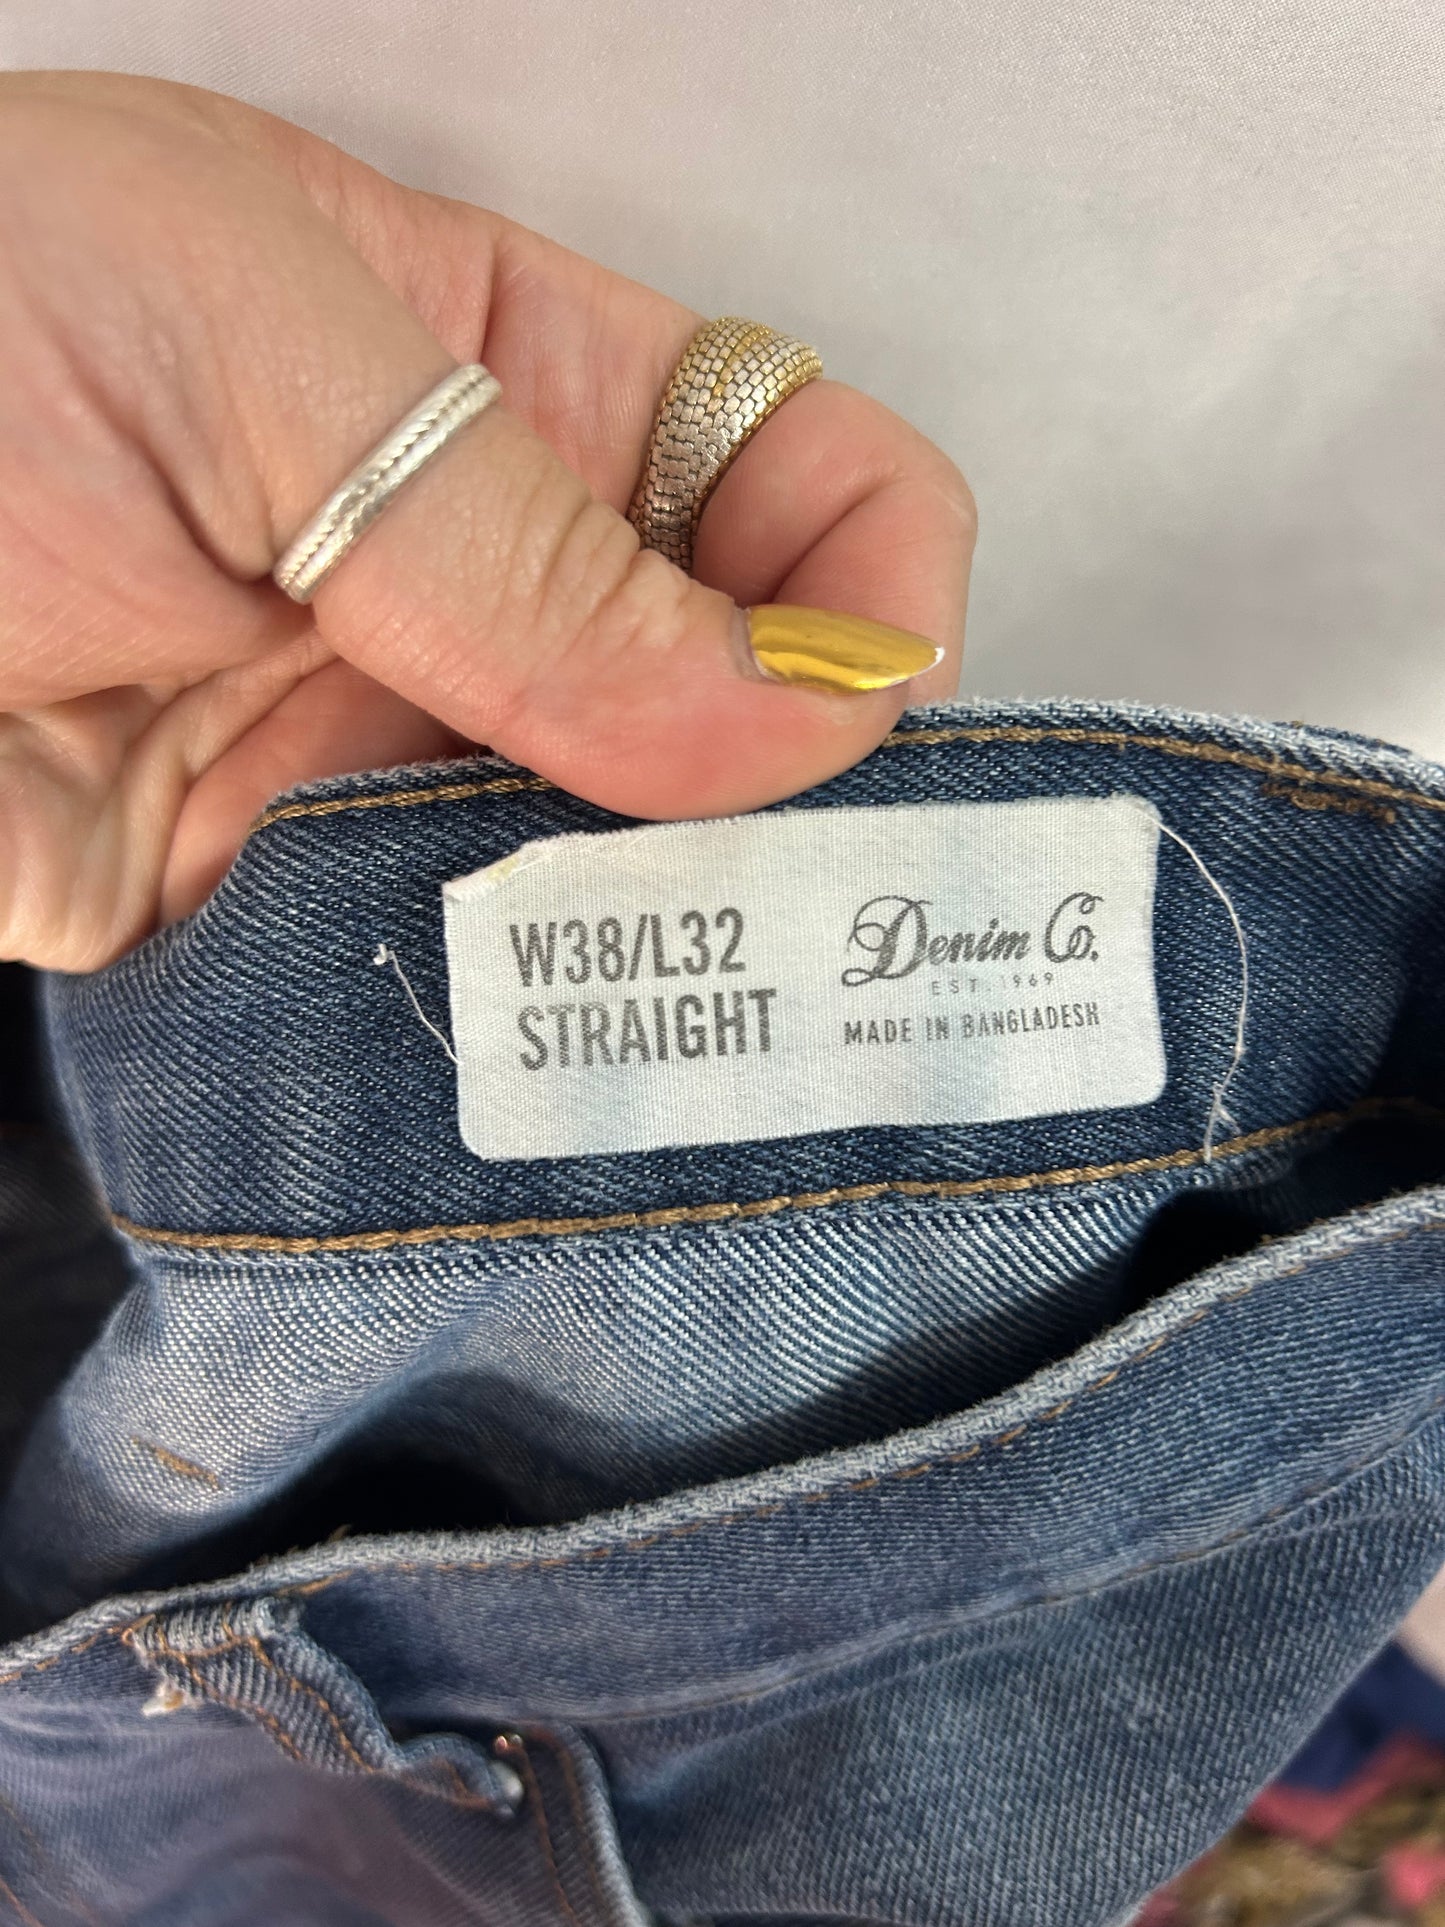 W38/L32
STRAIGHT
Denim Co.
EST. 1969
MADE IN BANGLADESH